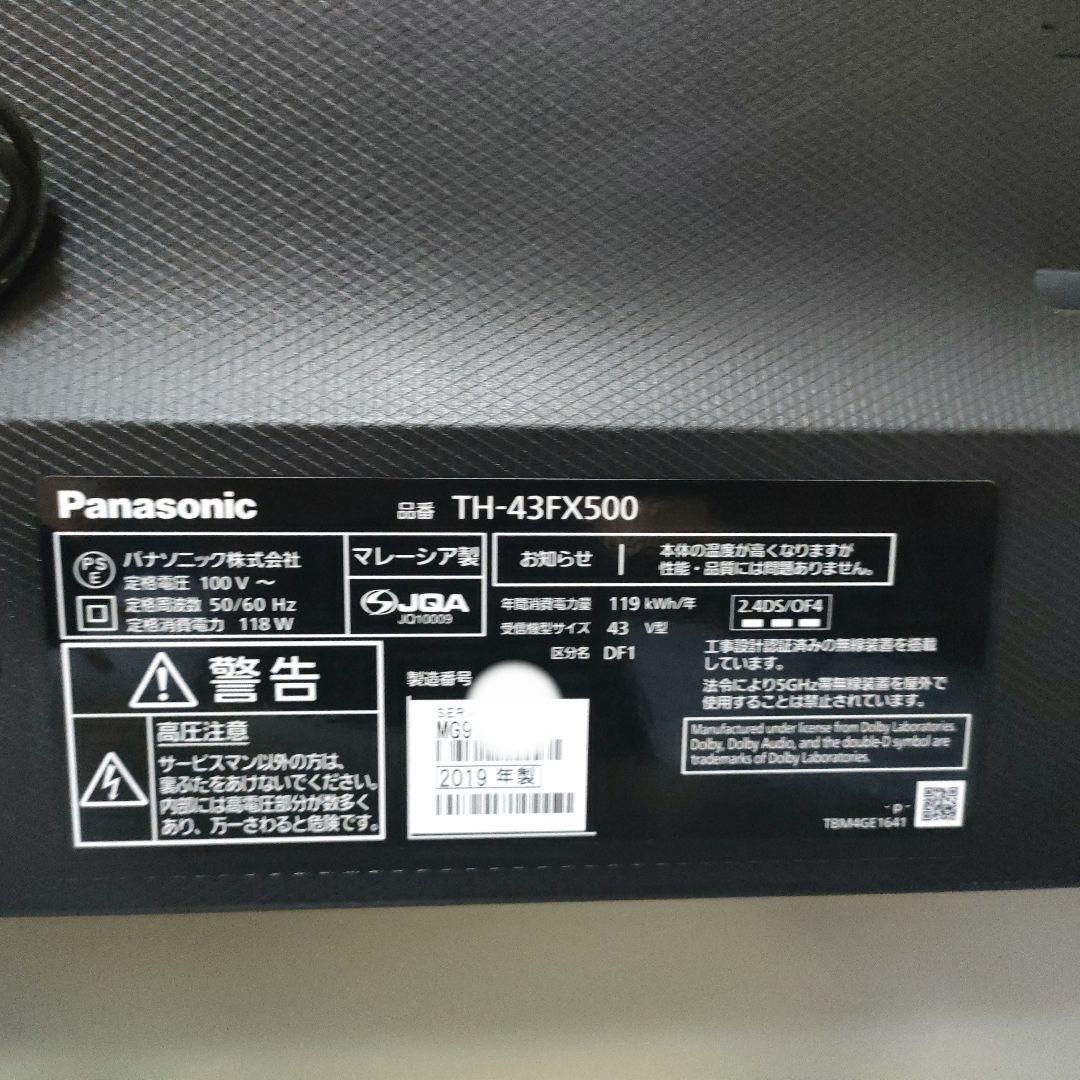 Panasonic
品番 TH-43FX500
PS
E
パナソニック株式会社
定格電圧 100 V ～
定格周波数 50/60 Hz
定格消費電力 118 W
マレーシア製
JQA
JQ10009
お知らせ
本体の温度が高くなりますが
性能・品質には問題ありません。
年間消費電力量 119 kWh/年
受信機型サイズ 43 V型
区分名 DF1
2.4DS/OF4
工事設計認証済みの無線装置を搭載
しています。
法令により5GHz帯無線装置を屋外で
使用することは禁止されています。
警告
高圧注意
サービスマン以外の方は、
裏ぶたをあけないでください。
内部には高電圧部分が数多く
あり、万一さわると危険です。
製造番号
SER
MG9
2019 年製
Manufactured under license from Dolby Laboratories.
Dolby, Dolby Audio, and the double-D symbol are
trademarks of Dolby Laboratories.
- P -
TBM4GE1641